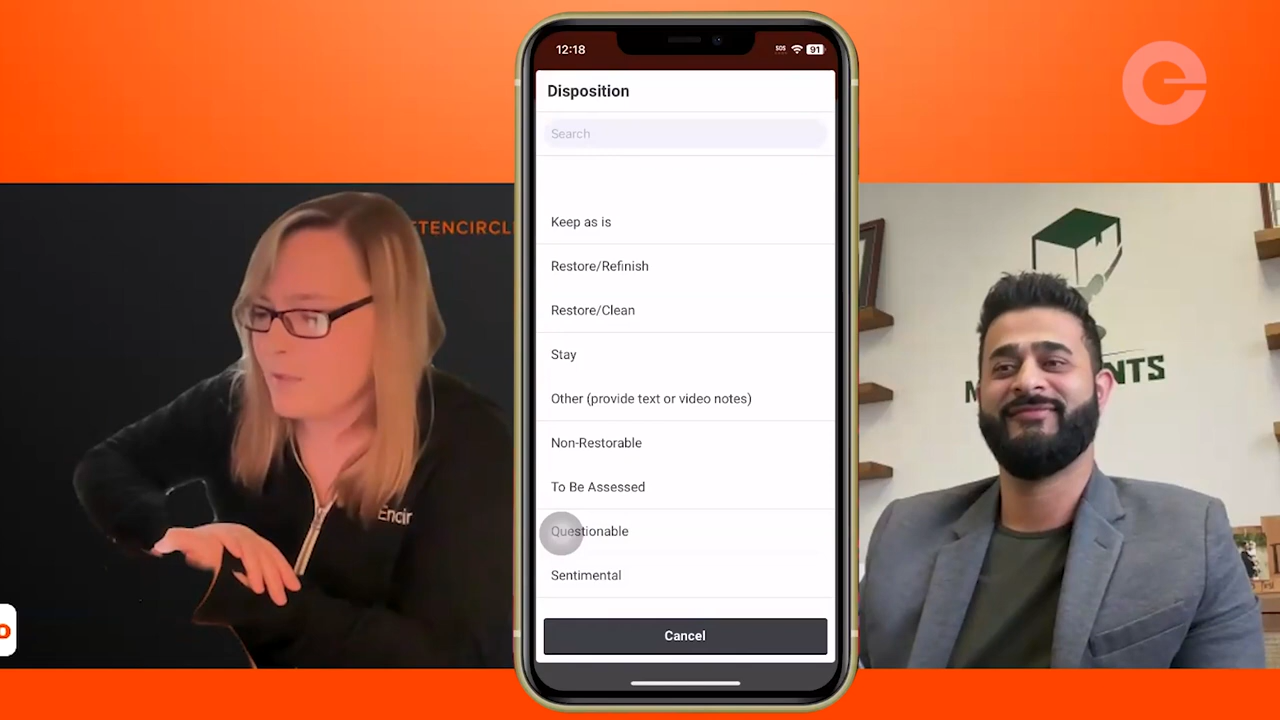 12:18
SOS
91
Disposition
Search
Keep as is
Restore/Refinish
Restore/Clean
Stay
Other (provide text or video notes)
Non-Restorable
To Be Assessed
Questionable
Sentimental
Cancel
TENCIRCL
Encir
NTS